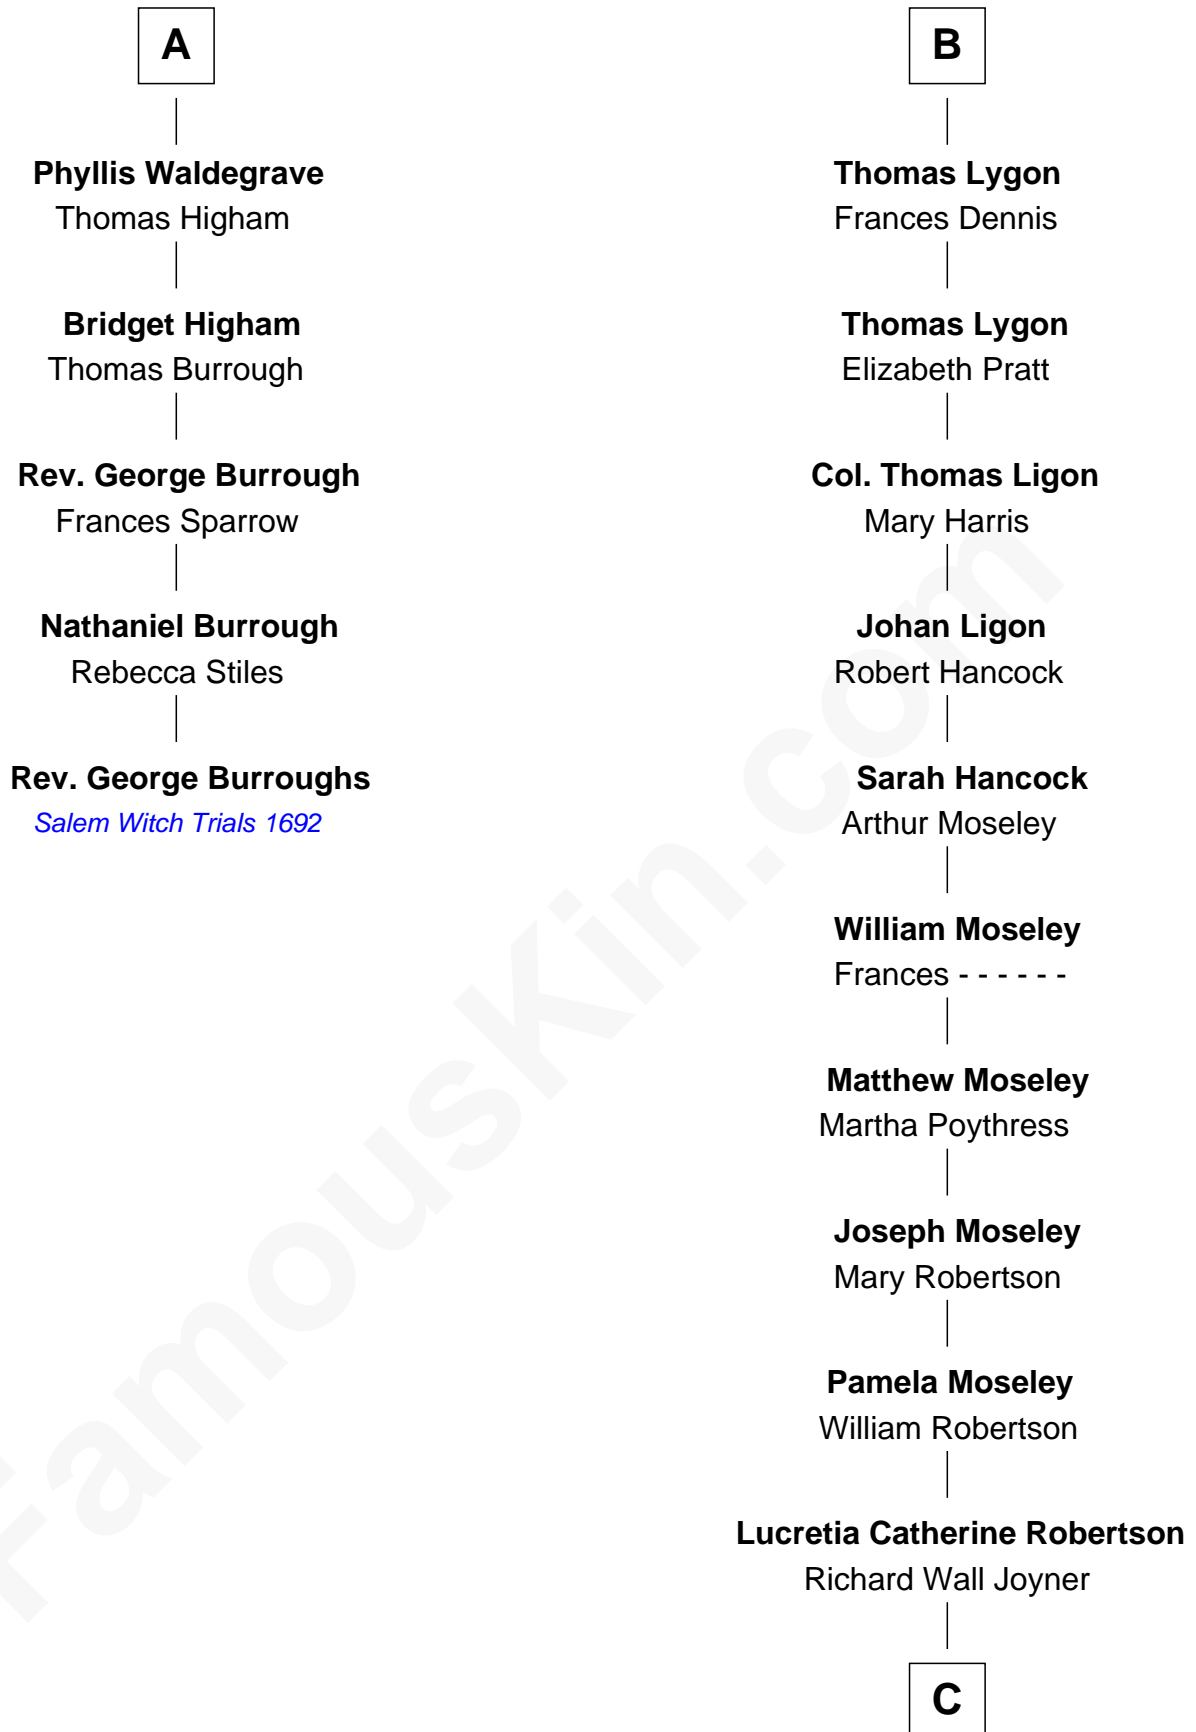 A
Phyllis Waldegrave
Thomas Higham
Bridget Higham
Thomas Burrough
Rev. George Burrough
Frances Sparrow
Nathaniel Burrough
Rebecca Stiles
Rev. George Burroughs
Salem Witch Trials 1692
B
Thomas Lygon
Frances Dennis
Thomas Lygon
Elizabeth Pratt
Col. Thomas Ligon
Mary Harris
Johan Ligon
Robert Hancock
Sarah Hancock
Arthur Moseley
William Moseley
Frances - - - - - -
Matthew Moseley
Martha Poythress
Joseph Moseley
Mary Robertson
Pamela Moseley
William Robertson
Lucretia Catherine Robertson
Richard Wall Joyner
C
FamousKin.com